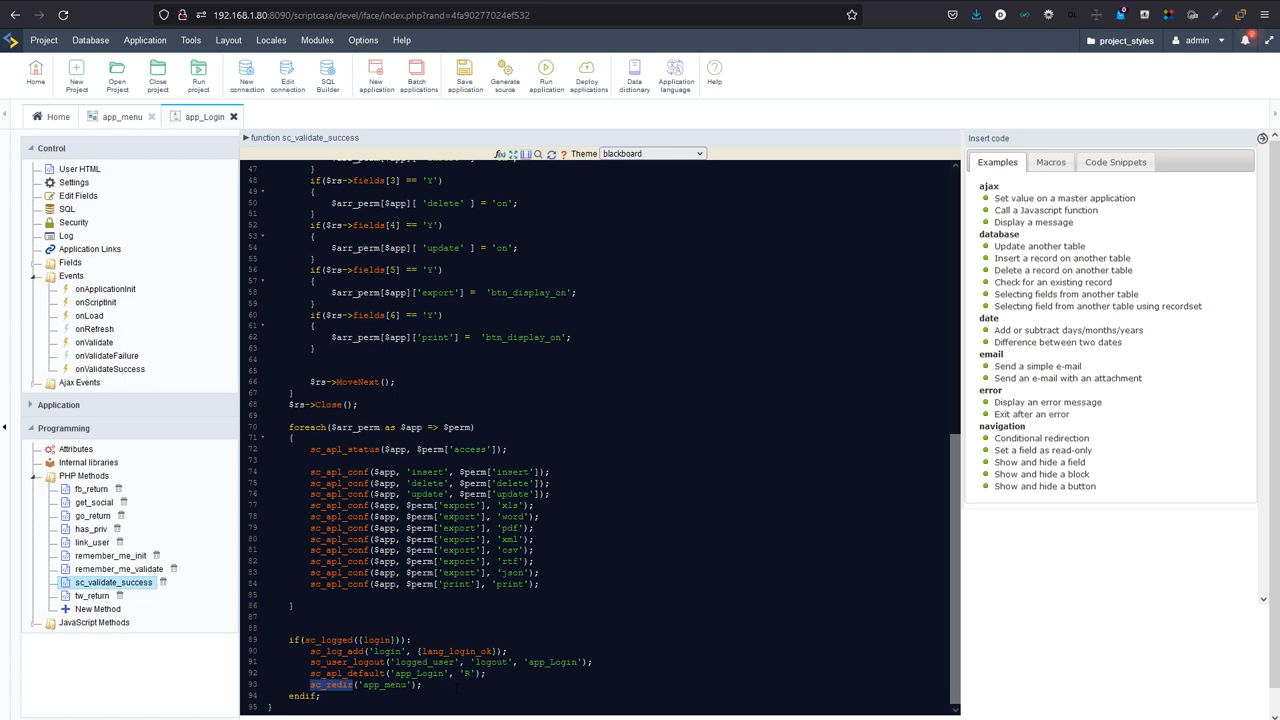 192.168.1.80:8090/scriptcase/devel/iface/index.php?rand=4fa90277024ef532
Project Database Application Tools Layout Locales Modules Options Help
project_styles admin
Home
New Project
Open Project
Close Project
Run project
New connection
Edit connection
SQL Builder
New application
Batch applications
Save application
Generate source
Run application
Deploy applications
Data dictionary
Application language
Help
Home app_menu app_Login
Control
User HTML
Settings
Edit Fields
SQL
Security
Log
Application Links
Fields
Events
onApplicationInit
onScriptInit
onLoad
onRefresh
onValidate
onValidateFailure
onValidateSuccess
Ajax Events
Application
Programming
Attributes
Internal libraries
PHP Methods
fb_return
get_social
go_return
has_priv
link_user
remember_me_init
remember_me_validate
sc_validate_success
tw_return
New Method
JavaScript Methods
function sc_validate_success
Theme blackboard
47 }
48 if($rs->fields[3] == 'Y')
49 {
50 $arr_perm[$app][ 'delete' ] = 'on';
51 }
52 if($rs->fields[4] == 'Y')
53 {
54 $arr_perm[$app][ 'update' ] = 'on';
55 }
56 if($rs->fields[5] == 'Y')
57 {
58 $arr_perm[$app]['export'] = 'btn_display_on';
59 }
60 if($rs->fields[6] == 'Y')
61 {
62 $arr_perm[$app]['print'] = 'btn_display_on';
63 }
64
65
66 $rs->MoveNext();
67 }
68 $rs->Close();
69
70 foreach($arr_perm as $app => $perm)
71 {
72 sc_apl_status($app, $perm['access']);
73
74 sc_apl_conf($app, 'insert', $perm['insert']);
75 sc_apl_conf($app, 'delete', $perm['delete']);
76 sc_apl_conf($app, 'update', $perm['update']);
77 sc_apl_conf($app, $perm['export'], 'xls');
78 sc_apl_conf($app, $perm['export'], 'word');
79 sc_apl_conf($app, $perm['export'], 'pdf');
80 sc_apl_conf($app, $perm['export'], 'xml');
81 sc_apl_conf($app, $perm['export'], 'csv');
82 sc_apl_conf($app, $perm['export'], 'rtf');
83 sc_apl_conf($app, $perm['export'], 'json');
84 sc_apl_conf($app, $perm['print'], 'print');
85
86 }
87
88
89 if(sc_logged({login})):
90 sc_log_add('login', {lang_login_ok});
91 sc_user_logout('logged_user', 'logout', 'app_Login');
92 sc_apl_default('app_Login', 'R');
93 sc_redir('app_menu');
94 endif;
95 }
Insert code
Examples Macros Code Snippets
ajax
Set value on a master application
Call a Javascript function
Display a message
database
Update another table
Insert a record on another table
Delete a record on another table
Check for an existing record
Selecting fields from another table
Selecting field from another table using recordset
date
Add or subtract days/months/years
Difference between two dates
email
Send a simple e-mail
Send an e-mail with an attachment
error
Display an error message
Exit after an error
navigation
Conditional redirection
Set a field as read-only
Show and hide a field
Show and hide a block
Show and hide a button